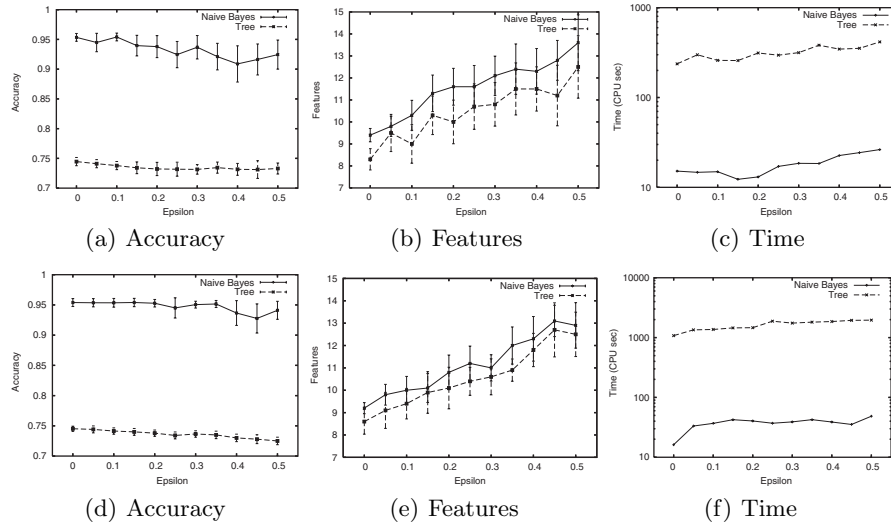 1
0.95
0.9
0.85
0.8
0.75
0.7
Accuracy
0 0.1 0.2 0.3 0.4 0.5
Epsilon
Naive Bayes
Tree
(a) Accuracy
15
14
13
12
11
10
9
8
7
6
5
Features
0 0.1 0.2 0.3 0.4 0.5
Epsilon
Naive Bayes
Tree
(b) Features
1000
100
10
Time (CPU sec)
0 0.1 0.2 0.3 0.4 0.5
Epsilon
Naive Bayes
Tree
(c) Time
1
0.95
0.9
0.85
0.8
0.75
0.7
Accuracy
0 0.1 0.2 0.3 0.4 0.5
Epsilon
Naive Bayes
Tree
(d) Accuracy
15
14
13
12
11
10
9
8
7
6
5
Features
0 0.1 0.2 0.3 0.4 0.5
Epsilon
Naive Bayes
Tree
(e) Features
10000
1000
100
10
Time (CPU sec)
0 0.1 0.2 0.3 0.4 0.5
Epsilon
Naive Bayes
Tree
(f) Time